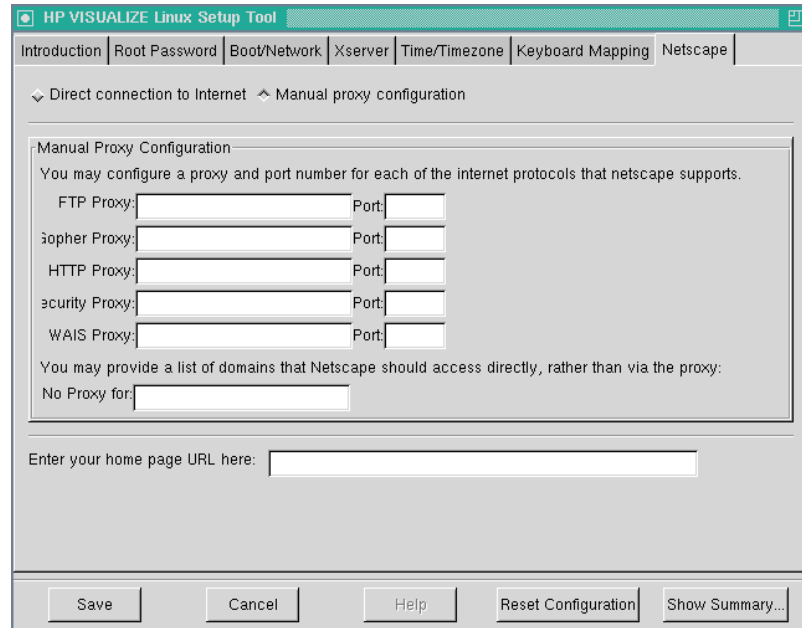 HP VISUALIZE Linux Setup Tool
Introduction Root Password Boot/Network Xserver Time/Timezone Keyboard Mapping Netscape
Direct connection to Internet Manual proxy configuration
Manual Proxy Configuration
You may configure a proxy and port number for each of the internet protocols that netscape supports.
FTP Proxy: Port:
Gopher Proxy: Port:
HTTP Proxy: Port:
ecurity Proxy: Port:
WAIS Proxy: Port:
You may provide a list of domains that Netscape should access directly, rather than via the proxy:
No Proxy for:
Enter your home page URL here:
Save Cancel Help Reset Configuration Show Summary...